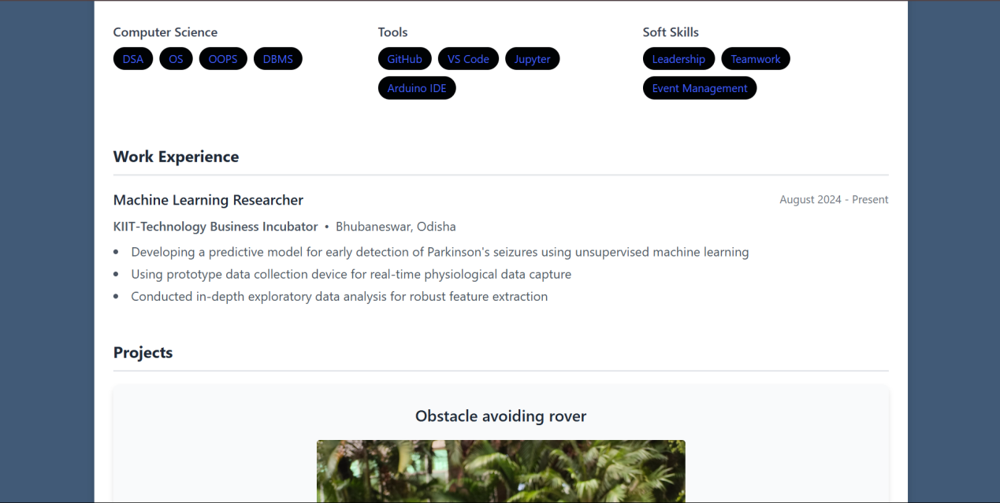 Computer Science
DSA OS OOPS DBMS
Tools
GitHub VS Code Jupyter
Arduino IDE
Soft Skills
Leadership Teamwork
Event Management
Work Experience
Machine Learning Researcher
August 2024 - Present
KIIT-Technology Business Incubator • Bhubaneswar, Odisha
• Developing a predictive model for early detection of Parkinson's seizures using unsupervised machine learning
• Using prototype data collection device for real-time physiological data capture
• Conducted in-depth exploratory data analysis for robust feature extraction
Projects
Obstacle avoiding rover